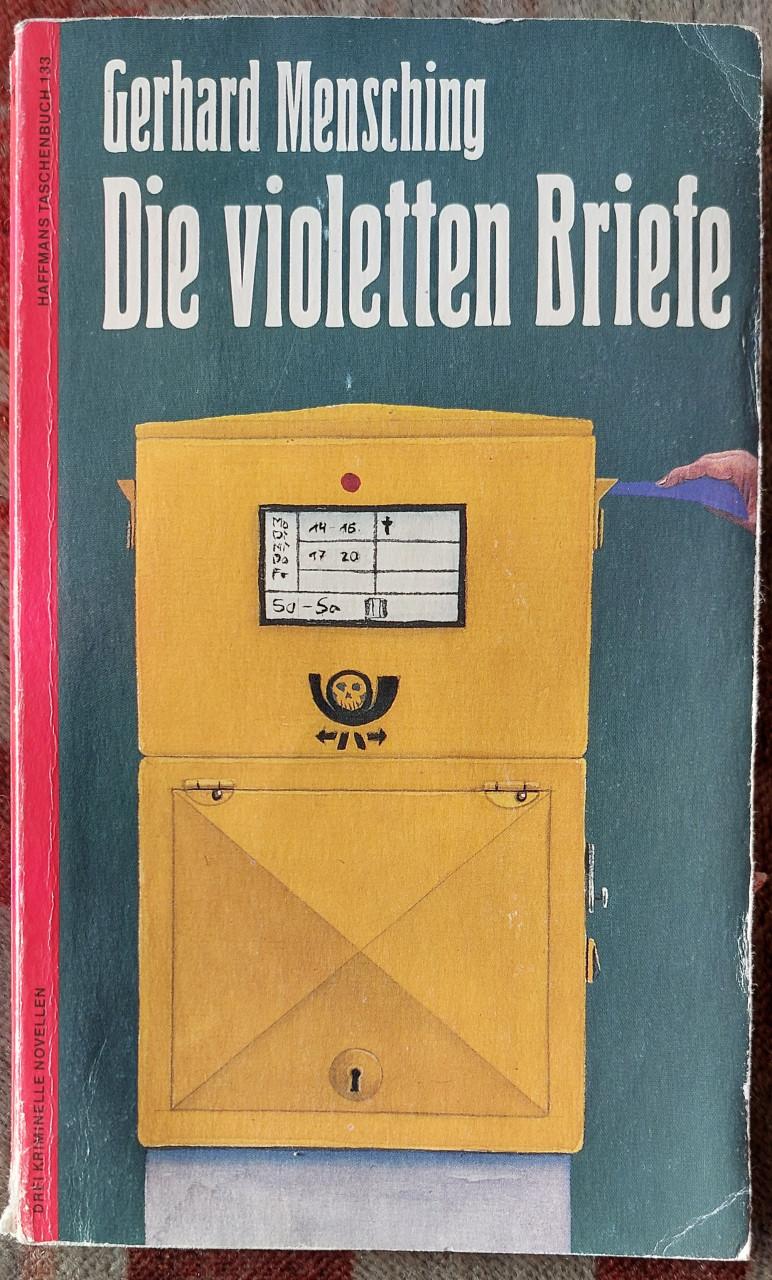 Gerhard Mensching
Die violetten Briefe
HAFFMANS TASCHENBUCH 133
DREI KRIMINELLE NOVELLEN
14 - 16.
17 20
So - Sa